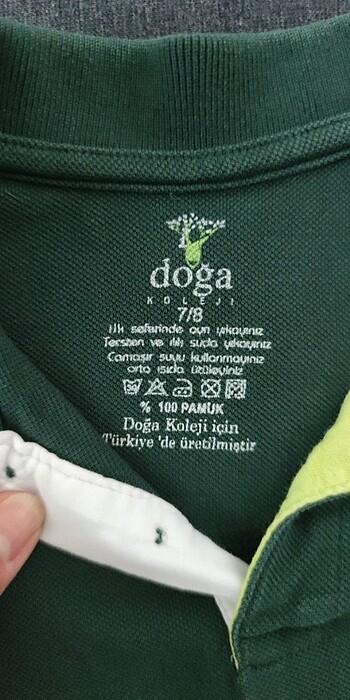 doğa
KOLEJİ
7/8
İlk seferinde ayrı yıkayınız
Tersten ve ılık suda yıkayınız
Çamaşır suyu kullanmayınız
orta ısıda ütüleyiniz
% 100 PAMUK
Doğa Koleji için
Türkiye 'de üretilmiştir